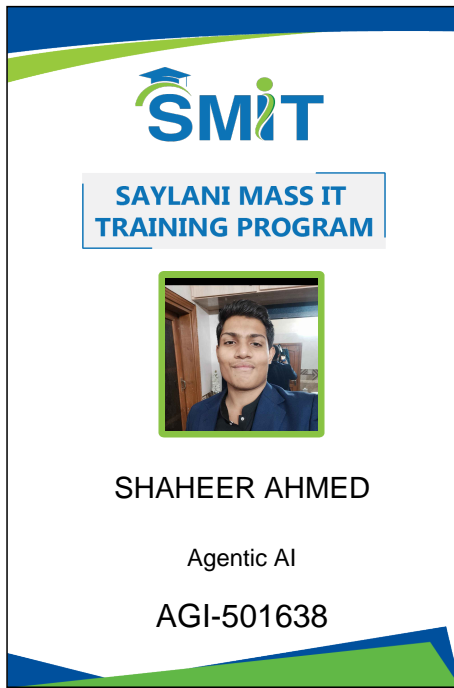 SMIT
SAYLANI MASS IT
TRAINING PROGRAM
SHAHEER AHMED
Agentic AI
AGI-501638